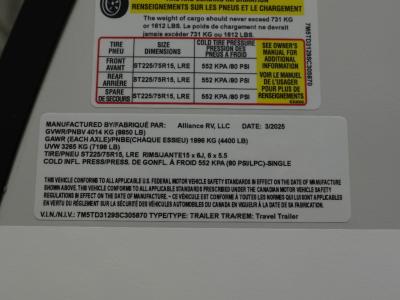 RENSEIGNEMENTS SUR LES PNEUS ET LE CHARGEMENT
The weight of cargo should never exceed 731 KG
or 1612 LBS. Le poids de chargement ne devrait
jamais excéder 731 KG / 1612 LBS.
TIRE
PNEU
SIZE
DIMENSIONS
COLD TIRE PRESSURE
PRESSION DES
PNEUS A FROID
SEE OWNER'S
MANUAL FOR
ADDITIONAL
INFORMATION
VOIR LE MANUEL
DE L'USAGER
POUR PLUS DE
RENSEIGNEMENTS
FRONT
AVANT
ST225/75R15, LRE
552 KPA /80 PSI
REAR
ARRIÈRE
ST225/75R15, LRE
552 KPA /80 PSI
SPARE
DE SECOURS
ST225/75R15, LRE
552 KPA /80 PSI
7M5TD3129SC305870
MANUFACTURED BY/FABRIQUÉ PAR: Alliance RV, LLC DATE: 3/2025
GVWR/PNBV 4014 KG (8850 LB)
GAWR (EACH AXLE)/PNBE(CHAQUE ESSIEU) 1996 KG (4400 LB)
UVW 3265 KG (7198 LB)
TIRE/PNEU ST225/75R15, LRE RIMS/JANTE15 x 6J, 6 x 5.5
COLD INFL. PRESS/PRESS. DE GONFL. À FROID 552 KPA (80 PSI/LPC)-SINGLE
THIS VEHICLE CONFORMS TO ALL APPLICABLE U.S. FEDERAL MOTOR VEHICLE SAFETY STANDARDS IN EFFECT ON THE DATE OF MANUFACTURE
SHOWN ABOVE. THIS VEHICLE CONFORMS TO ALL APPLICABLE STANDARDS PRESCRIBED UNDER THE CANADIAN MOTOR VEHICLE SAFETY
REGULATIONS IN EFFECT ON THE DATE OF MANUFACTURE. - CE VÉHICULE EST CONFORME À TOUTES LES NORMES QUI LUI SONT APPLICABLES
EN VERTU DU RÈGLEMENT SUR LA SÉCURITÉ DES VÉHICULES AUTOMOBILES DU CANADA EN VIGUEUR À LA DATE DE SA FABRICATION.
V.I.N./N.I.V.: 7M5TD3129SC305870 TYPE/TYPE: TRAILER TRA/REM: Travel Trailer